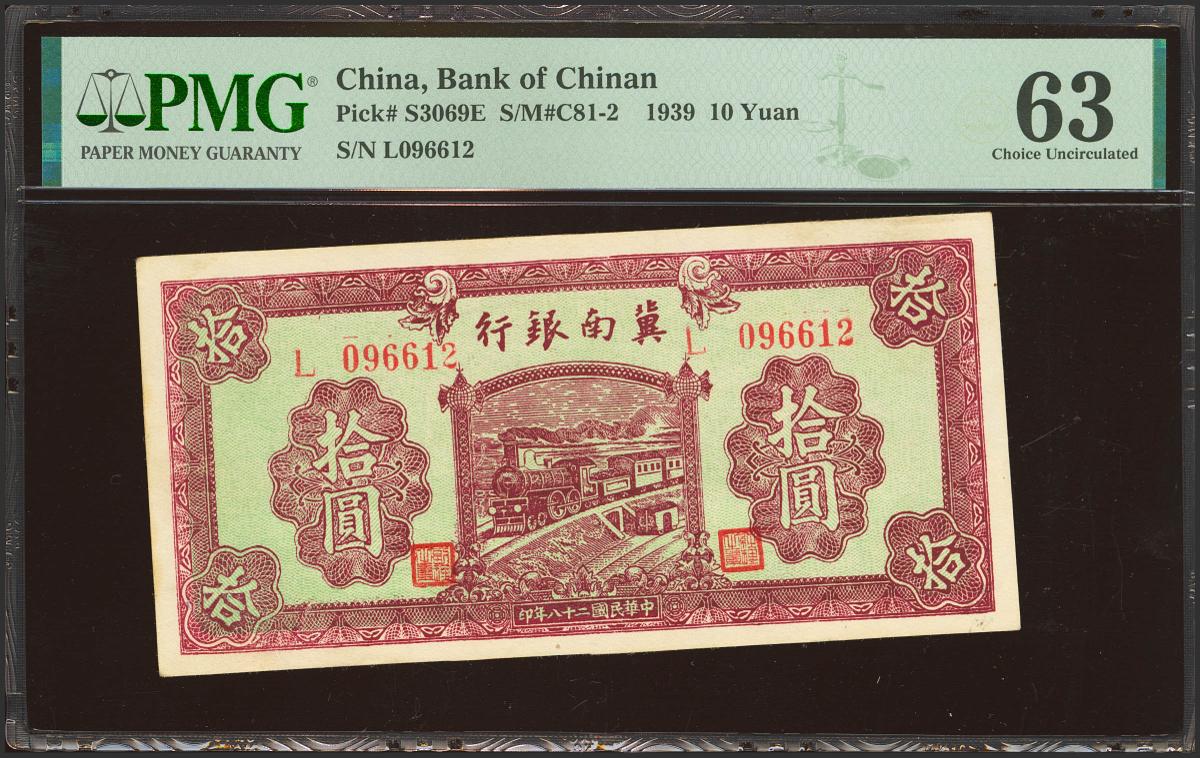 PMG®
PAPER MONEY GUARANTY
China, Bank of Chinan
Pick# S3069E S/M#C81-2 1939 10 Yuan
S/N L096612
63
Choice Uncirculated
拾
拾
行銀南冀
L 096612
L 096612
拾圓
拾圓
拾
拾
印年八十二國民華中